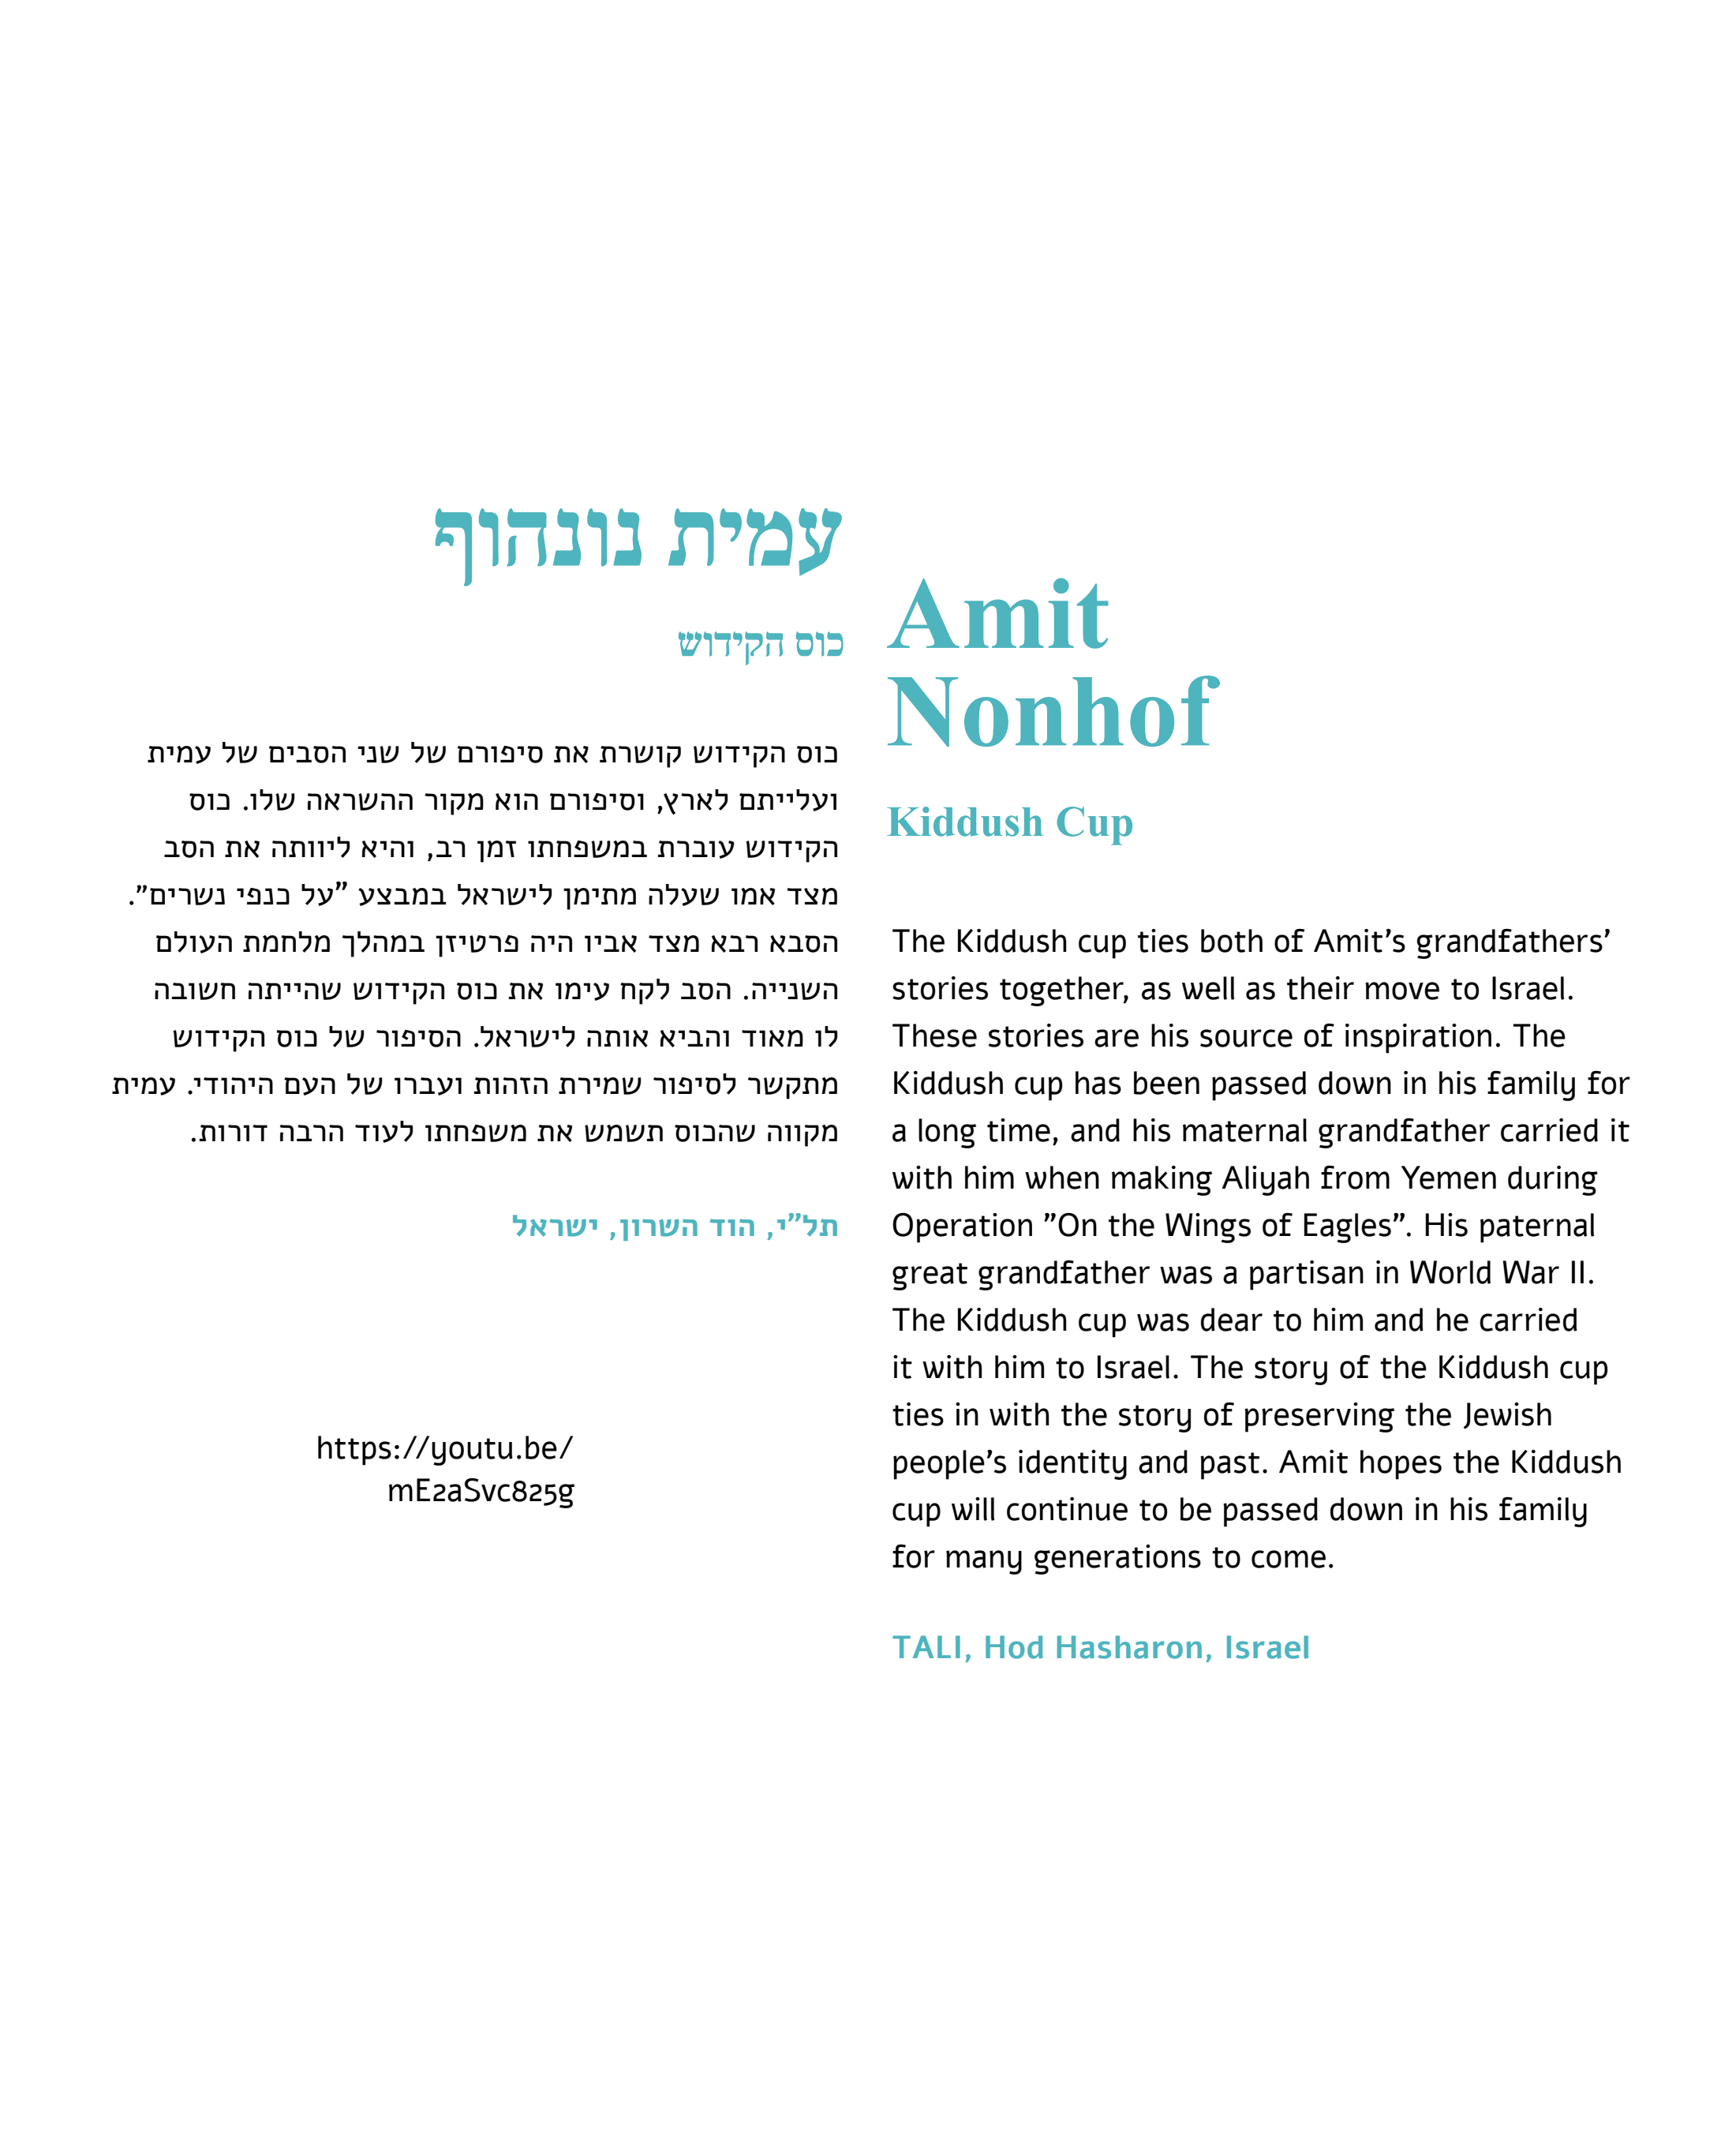 עמית נונהוף
כוס הקידוש
כוס הקידוש קושרת את סיפורם של שני הסבים של עמית
ועלייתם לארץ, וסיפורם הוא מקור ההשראה שלו. כוס
הקידוש עוברת במשפחתו זמן רב, והיא ליוותה את הסב
מצד אמו שעלה מתימן לישראל במבצע ”על כנפי נשרים”.
הסבא רבא מצד אביו היה פרטיזן במהלך מלחמת העולם
השנייה. הסב לקח עימו את כוס הקידוש שהייתה חשובה
לו מאוד והביא אותה לישראל. הסיפור של כוס הקידוש
מתקשר לסיפור שמירת הזהות ועברו של העם היהודי. עמית
מקווה שהכוס תשמש את משפחתו לעוד הרבה דורות.
תל”י, הוד השרון, ישראל
https://youtu.be/
mE2aSvc825g
Amit
Nonhof
Kiddush Cup
The Kiddush cup ties both of Amit’s grandfathers’
stories together, as well as their move to Israel.
These stories are his source of inspiration. The
Kiddush cup has been passed down in his family for
a long time, and his maternal grandfather carried it
with him when making Aliyah from Yemen during
Operation ”On the Wings of Eagles”. His paternal
great grandfather was a partisan in World War II.
The Kiddush cup was dear to him and he carried
it with him to Israel. The story of the Kiddush cup
ties in with the story of preserving the Jewish
people’s identity and past. Amit hopes the Kiddush
cup will continue to be passed down in his family
for many generations to come.
TALI, Hod Hasharon, Israel